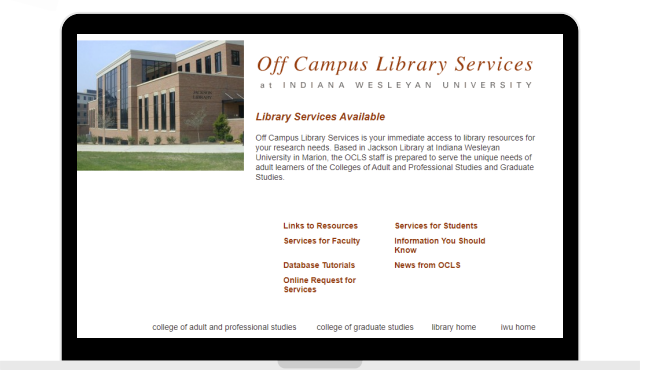 Off Campus Library Services
at INDIANA WESLEYAN UNIVERSITY
Library Services Available
Off Campus Library Services is your immediate access to library resources for
your research needs. Based in Jackson Library at Indiana Wesleyan
University in Marion, the OCLS staff is prepared to serve the unique needs of
adult learners of the Colleges of Adult and Professional Studies and Graduate
Studies.
Links to Resources
Services for Students
Services for Faculty
Information You Should
Know
Database Tutorials
News from OCLS
Online Request for
Services
college of adult and professional studies
college of graduate studies
library home
iwu home